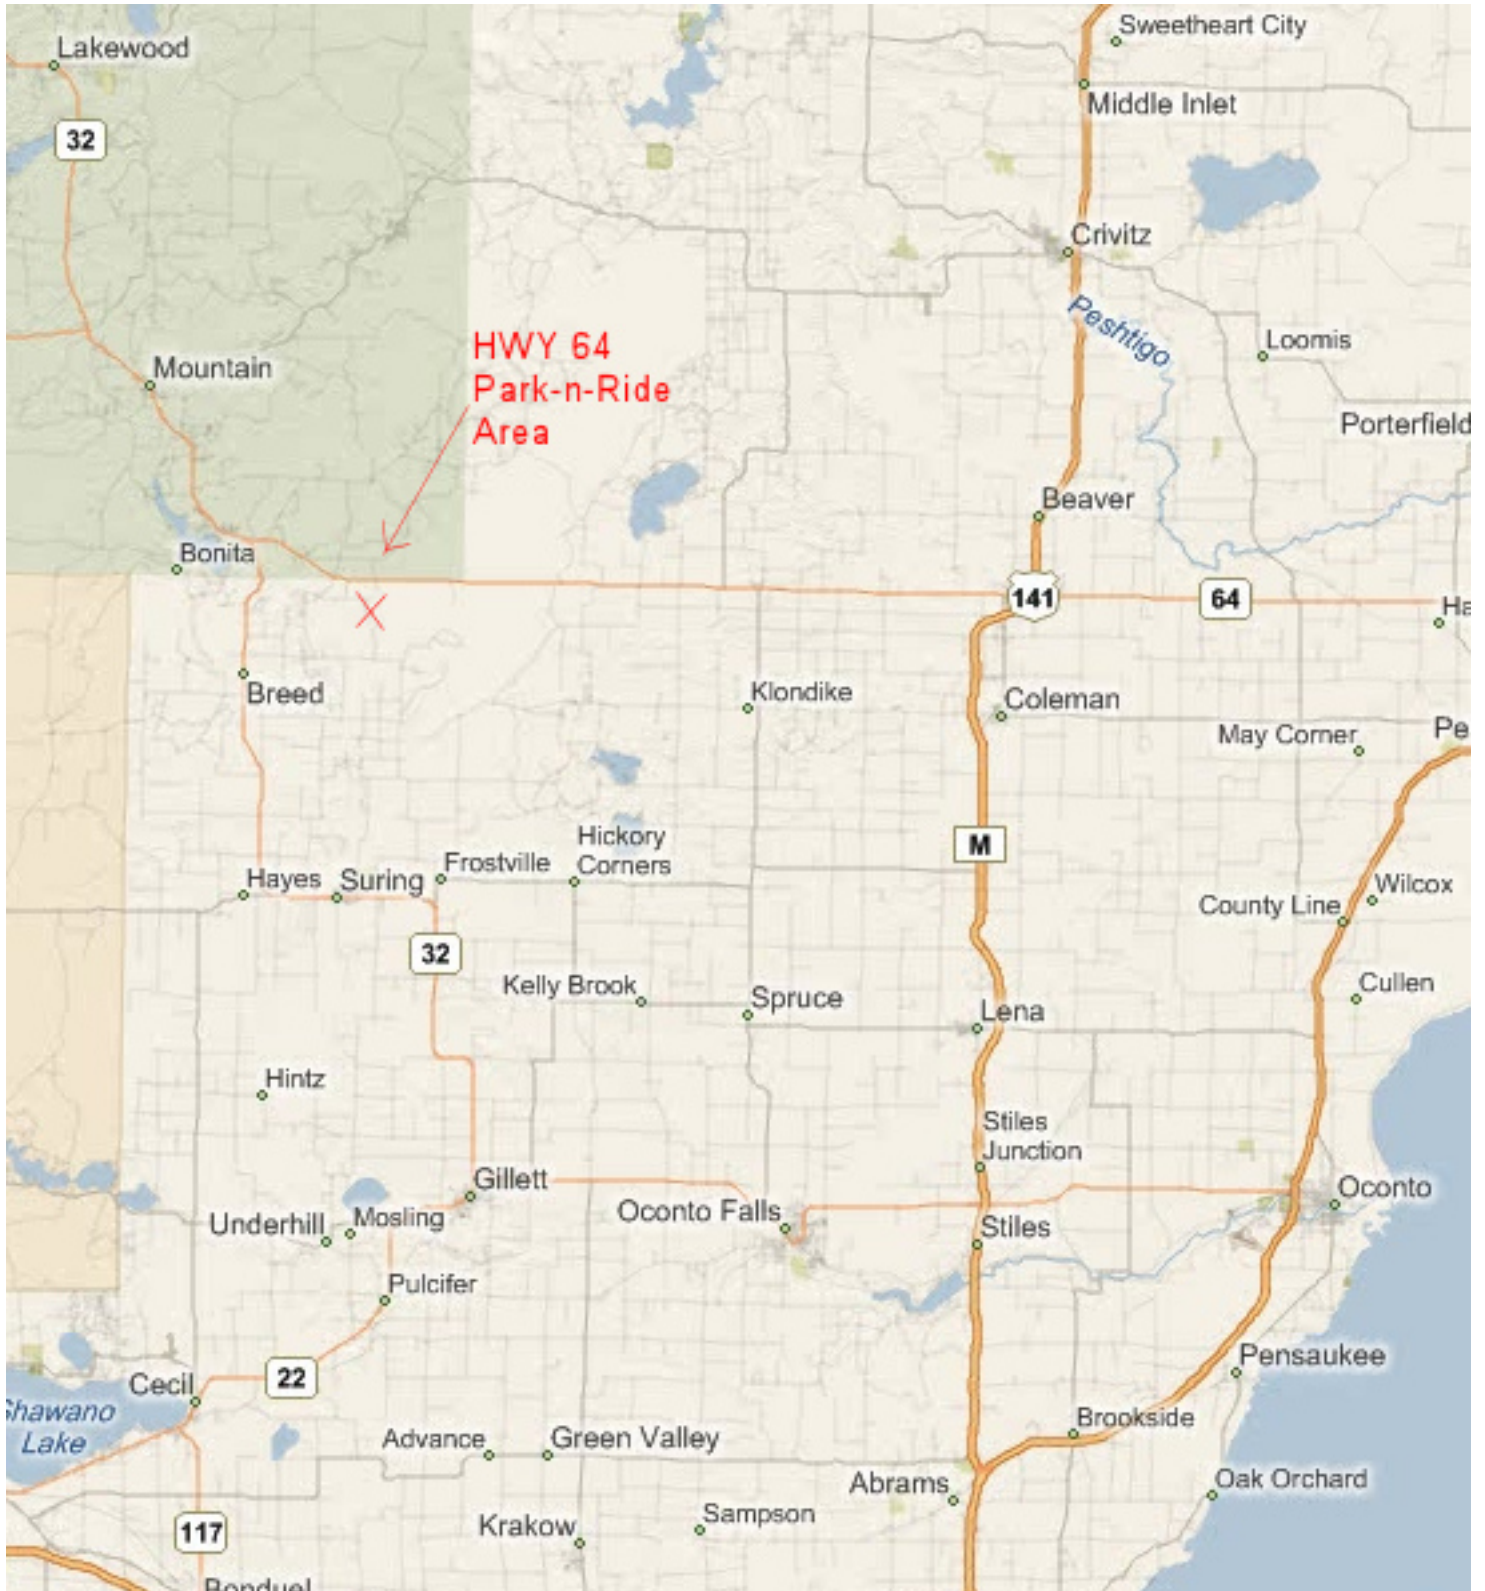 Sweetheart City
Lakewood
Middle Inlet
32
Crivitz
Peshtigo
HWY 64
Park-n-Ride
Area
Loomis
Mountain
Porterfield
Beaver
Bonita
141
64
Ha
Breed
Klondike
Coleman
May Corner
Pe
M
Hickory
Corners
Frostville
Hayes
Suring
Wilcox
County Line
32
Kelly Brook
Spruce
Cullen
Lena
Hintz
Stiles
Junction
Gillett
Oconto
Underhill
Mosling
Oconto Falls
Stiles
Pulcifer
Cecil
22
Pensaukee
Shawano
Lake
Brookside
Advance
Green Valley
Abrams
Oak Orchard
Krakow
Sampson
117
Bonduel